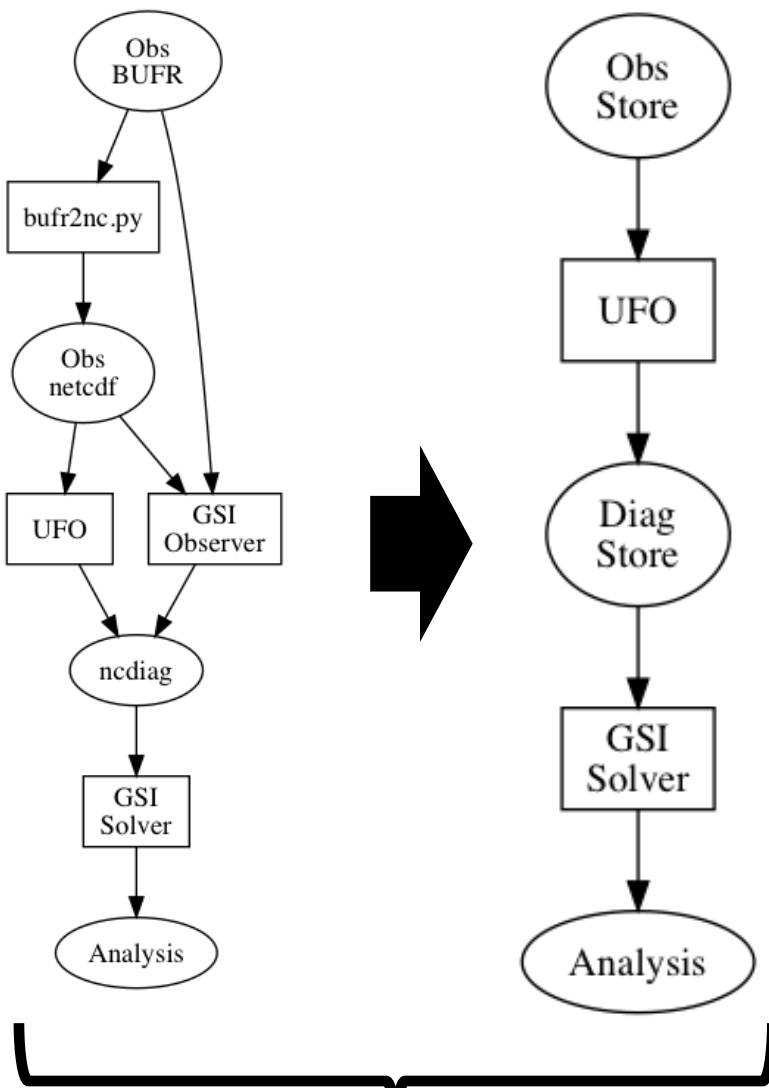 Obs
BUFR
bufr2nc.py
Obs
netcdf
UFO
GSI
Observer
ncdiag
GSI
Solver
Analysis
Obs
Store
UFO
Diag
Store
GSI
Solver
Analysis